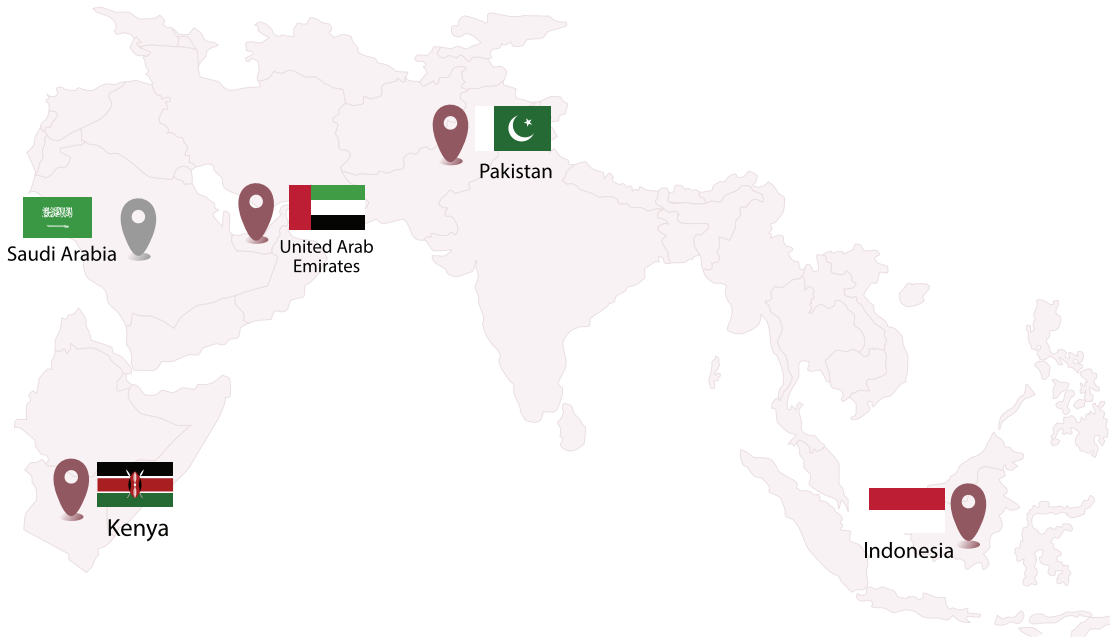 Pakistan
Saudi Arabia
United Arab
Emirates
Kenya
Indonesia